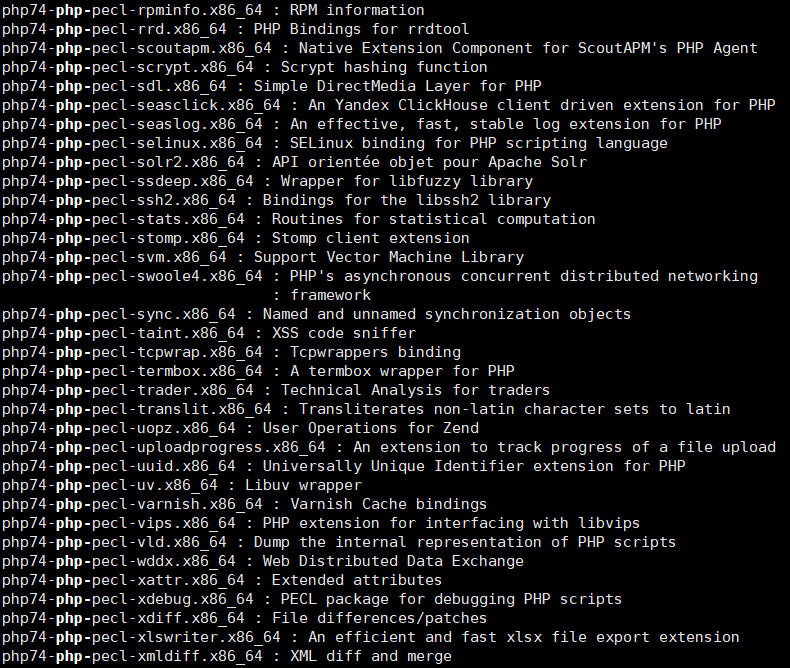 php74-php-pecl-rpminfo.x86_64 : RPM information
php74-php-pecl-rrd.x86_64 : PHP Bindings for rrdtool
php74-php-pecl-scoutapm.x86_64 : Native Extension Component for ScoutAPM's PHP Agent
php74-php-pecl-scrypt.x86_64 : Scrypt hashing function
php74-php-pecl-sdl.x86_64 : Simple DirectMedia Layer for PHP
php74-php-pecl-seasclick.x86_64 : An Yandex ClickHouse client driven extension for PHP
php74-php-pecl-seaslog.x86_64 : An effective, fast, stable log extension for PHP
php74-php-pecl-selinux.x86_64 : SELinux binding for PHP scripting language
php74-php-pecl-solr2.x86_64 : API orientée objet pour Apache Solr
php74-php-pecl-ssdeep.x86_64 : Wrapper for libfuzzy library
php74-php-pecl-ssh2.x86_64 : Bindings for the libssh2 library
php74-php-pecl-stats.x86_64 : Routines for statistical computation
php74-php-pecl-stomp.x86_64 : Stomp client extension
php74-php-pecl-svm.x86_64 : Support Vector Machine Library
php74-php-pecl-swoole4.x86_64 : PHP's asynchronous concurrent distributed networking
: framework
php74-php-pecl-sync.x86_64 : Named and unnamed synchronization objects
php74-php-pecl-taint.x86_64 : XSS code sniffer
php74-php-pecl-tcpwrap.x86_64 : Tcpwrappers binding
php74-php-pecl-termbox.x86_64 : A termbox wrapper for PHP
php74-php-pecl-trader.x86_64 : Technical Analysis for traders
php74-php-pecl-translit.x86_64 : Transliterates non-latin character sets to latin
php74-php-pecl-uopz.x86_64 : User Operations for Zend
php74-php-pecl-uploadprogress.x86_64 : An extension to track progress of a file upload
php74-php-pecl-uuid.x86_64 : Universally Unique Identifier extension for PHP
php74-php-pecl-uv.x86_64 : Libuv wrapper
php74-php-pecl-varnish.x86_64 : Varnish Cache bindings
php74-php-pecl-vips.x86_64 : PHP extension for interfacing with libvips
php74-php-pecl-vld.x86_64 : Dump the internal representation of PHP scripts
php74-php-pecl-wddx.x86_64 : Web Distributed Data Exchange
php74-php-pecl-xattr.x86_64 : Extended attributes
php74-php-pecl-xdebug.x86_64 : PECL package for debugging PHP scripts
php74-php-pecl-xdiff.x86_64 : File differences/patches
php74-php-pecl-xlswriter.x86_64 : An efficient and fast xlsx file export extension
php74-php-pecl-xmldiff.x86_64 : XML diff and merge